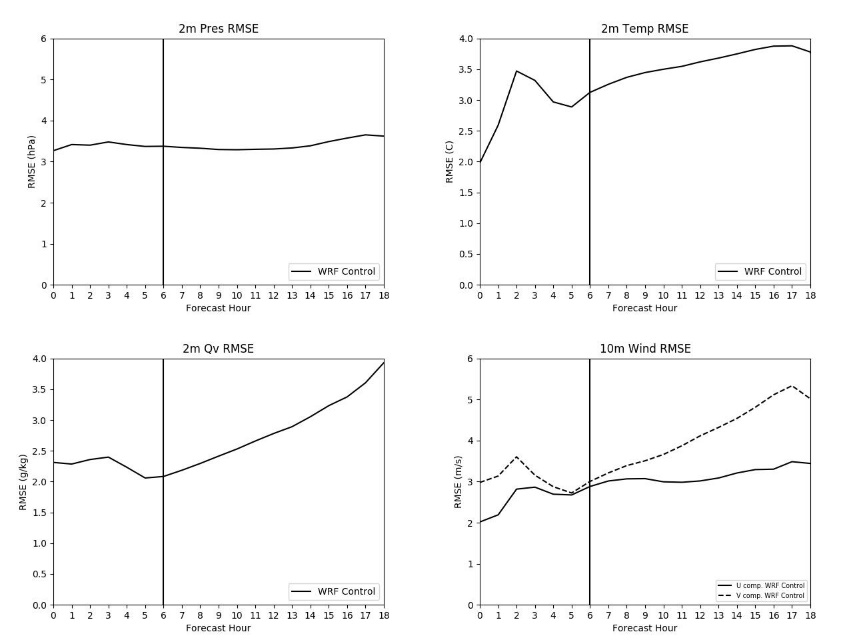 2m Pres RMSE
6
5
4
3
2
1
0
RMSE (hPa)
WRF Control
0 1 2 3 4 5 6 7 8 9 10 11 12 13 14 15 16 17 18
Forecast Hour
2m Temp RMSE
4.0
3.5
3.0
2.5
2.0
1.5
1.0
0.5
0.0
RMSE (C)
WRF Control
0 1 2 3 4 5 6 7 8 9 10 11 12 13 14 15 16 17 18
Forecast Hour
2m Qv RMSE
4.0
3.5
3.0
2.5
2.0
1.5
1.0
0.5
0.0
RMSE (g/kg)
WRF Control
0 1 2 3 4 5 6 7 8 9 10 11 12 13 14 15 16 17 18
Forecast Hour
10m Wind RMSE
6
5
4
3
2
1
0
RMSE (m/s)
U comp. WRF Control
V comp. WRF Control
0 1 2 3 4 5 6 7 8 9 10 11 12 13 14 15 16 17 18
Forecast Hour